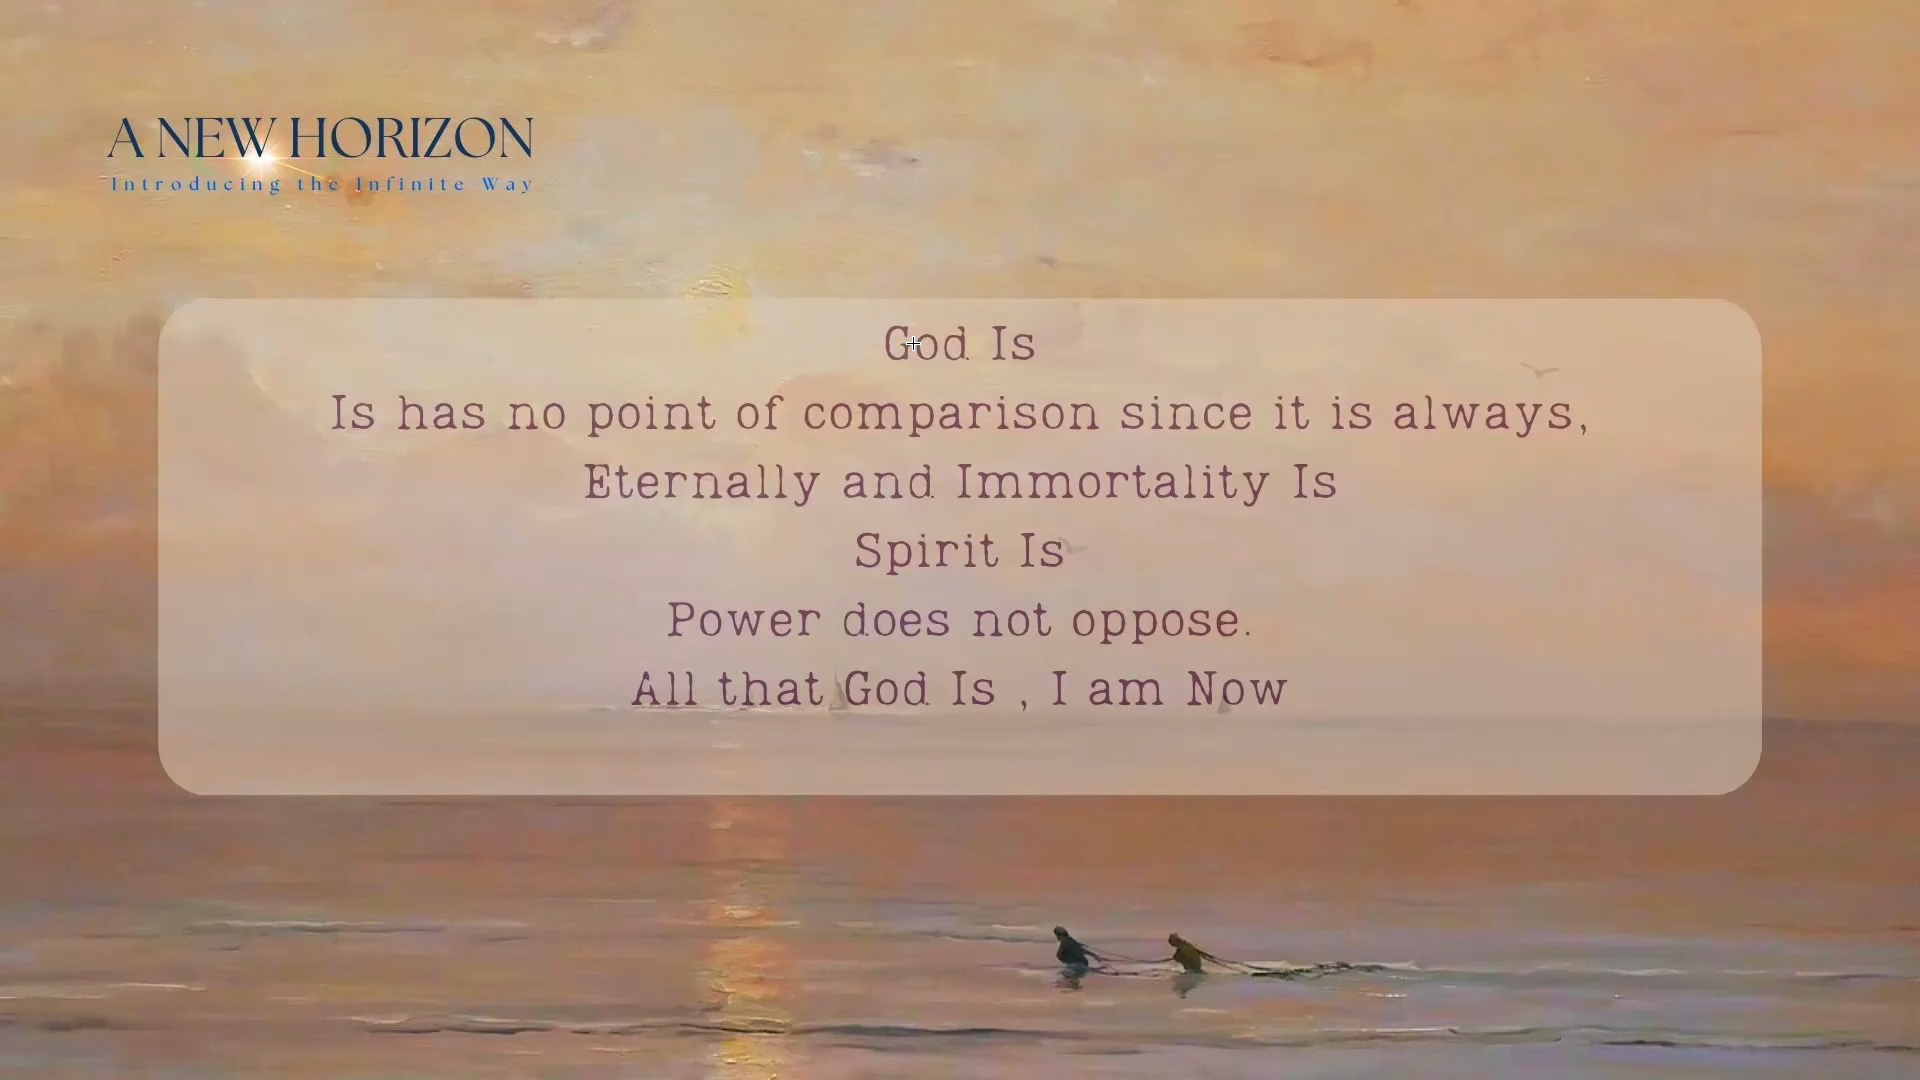 A NEW HORIZON
Introducing the Infinite Way
God Is
Is has no point of comparison since it is always,
Eternally and Immortality Is
Spirit Is
Power does not oppose.
All that God Is , I am Now